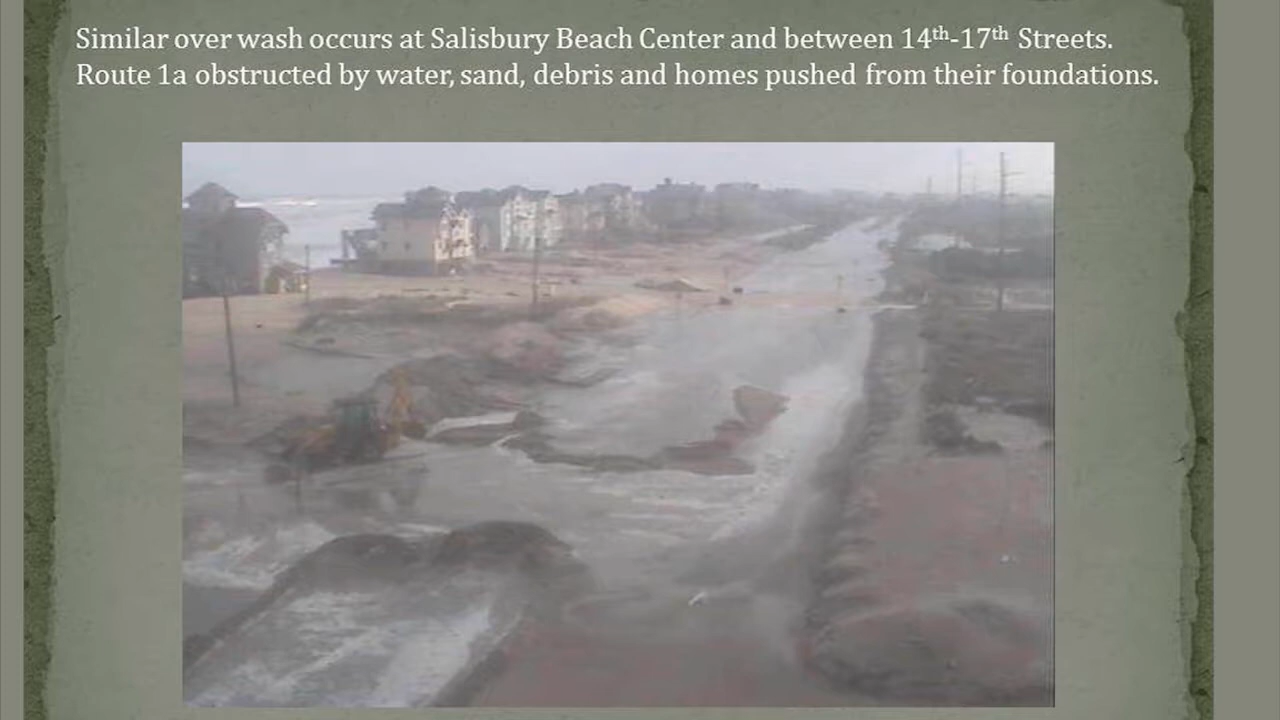 Similar over wash occurs at Salisbury Beach Center and between 14th-17th Streets.
Route 1a obstructed by water, sand, debris and homes pushed from their foundations.